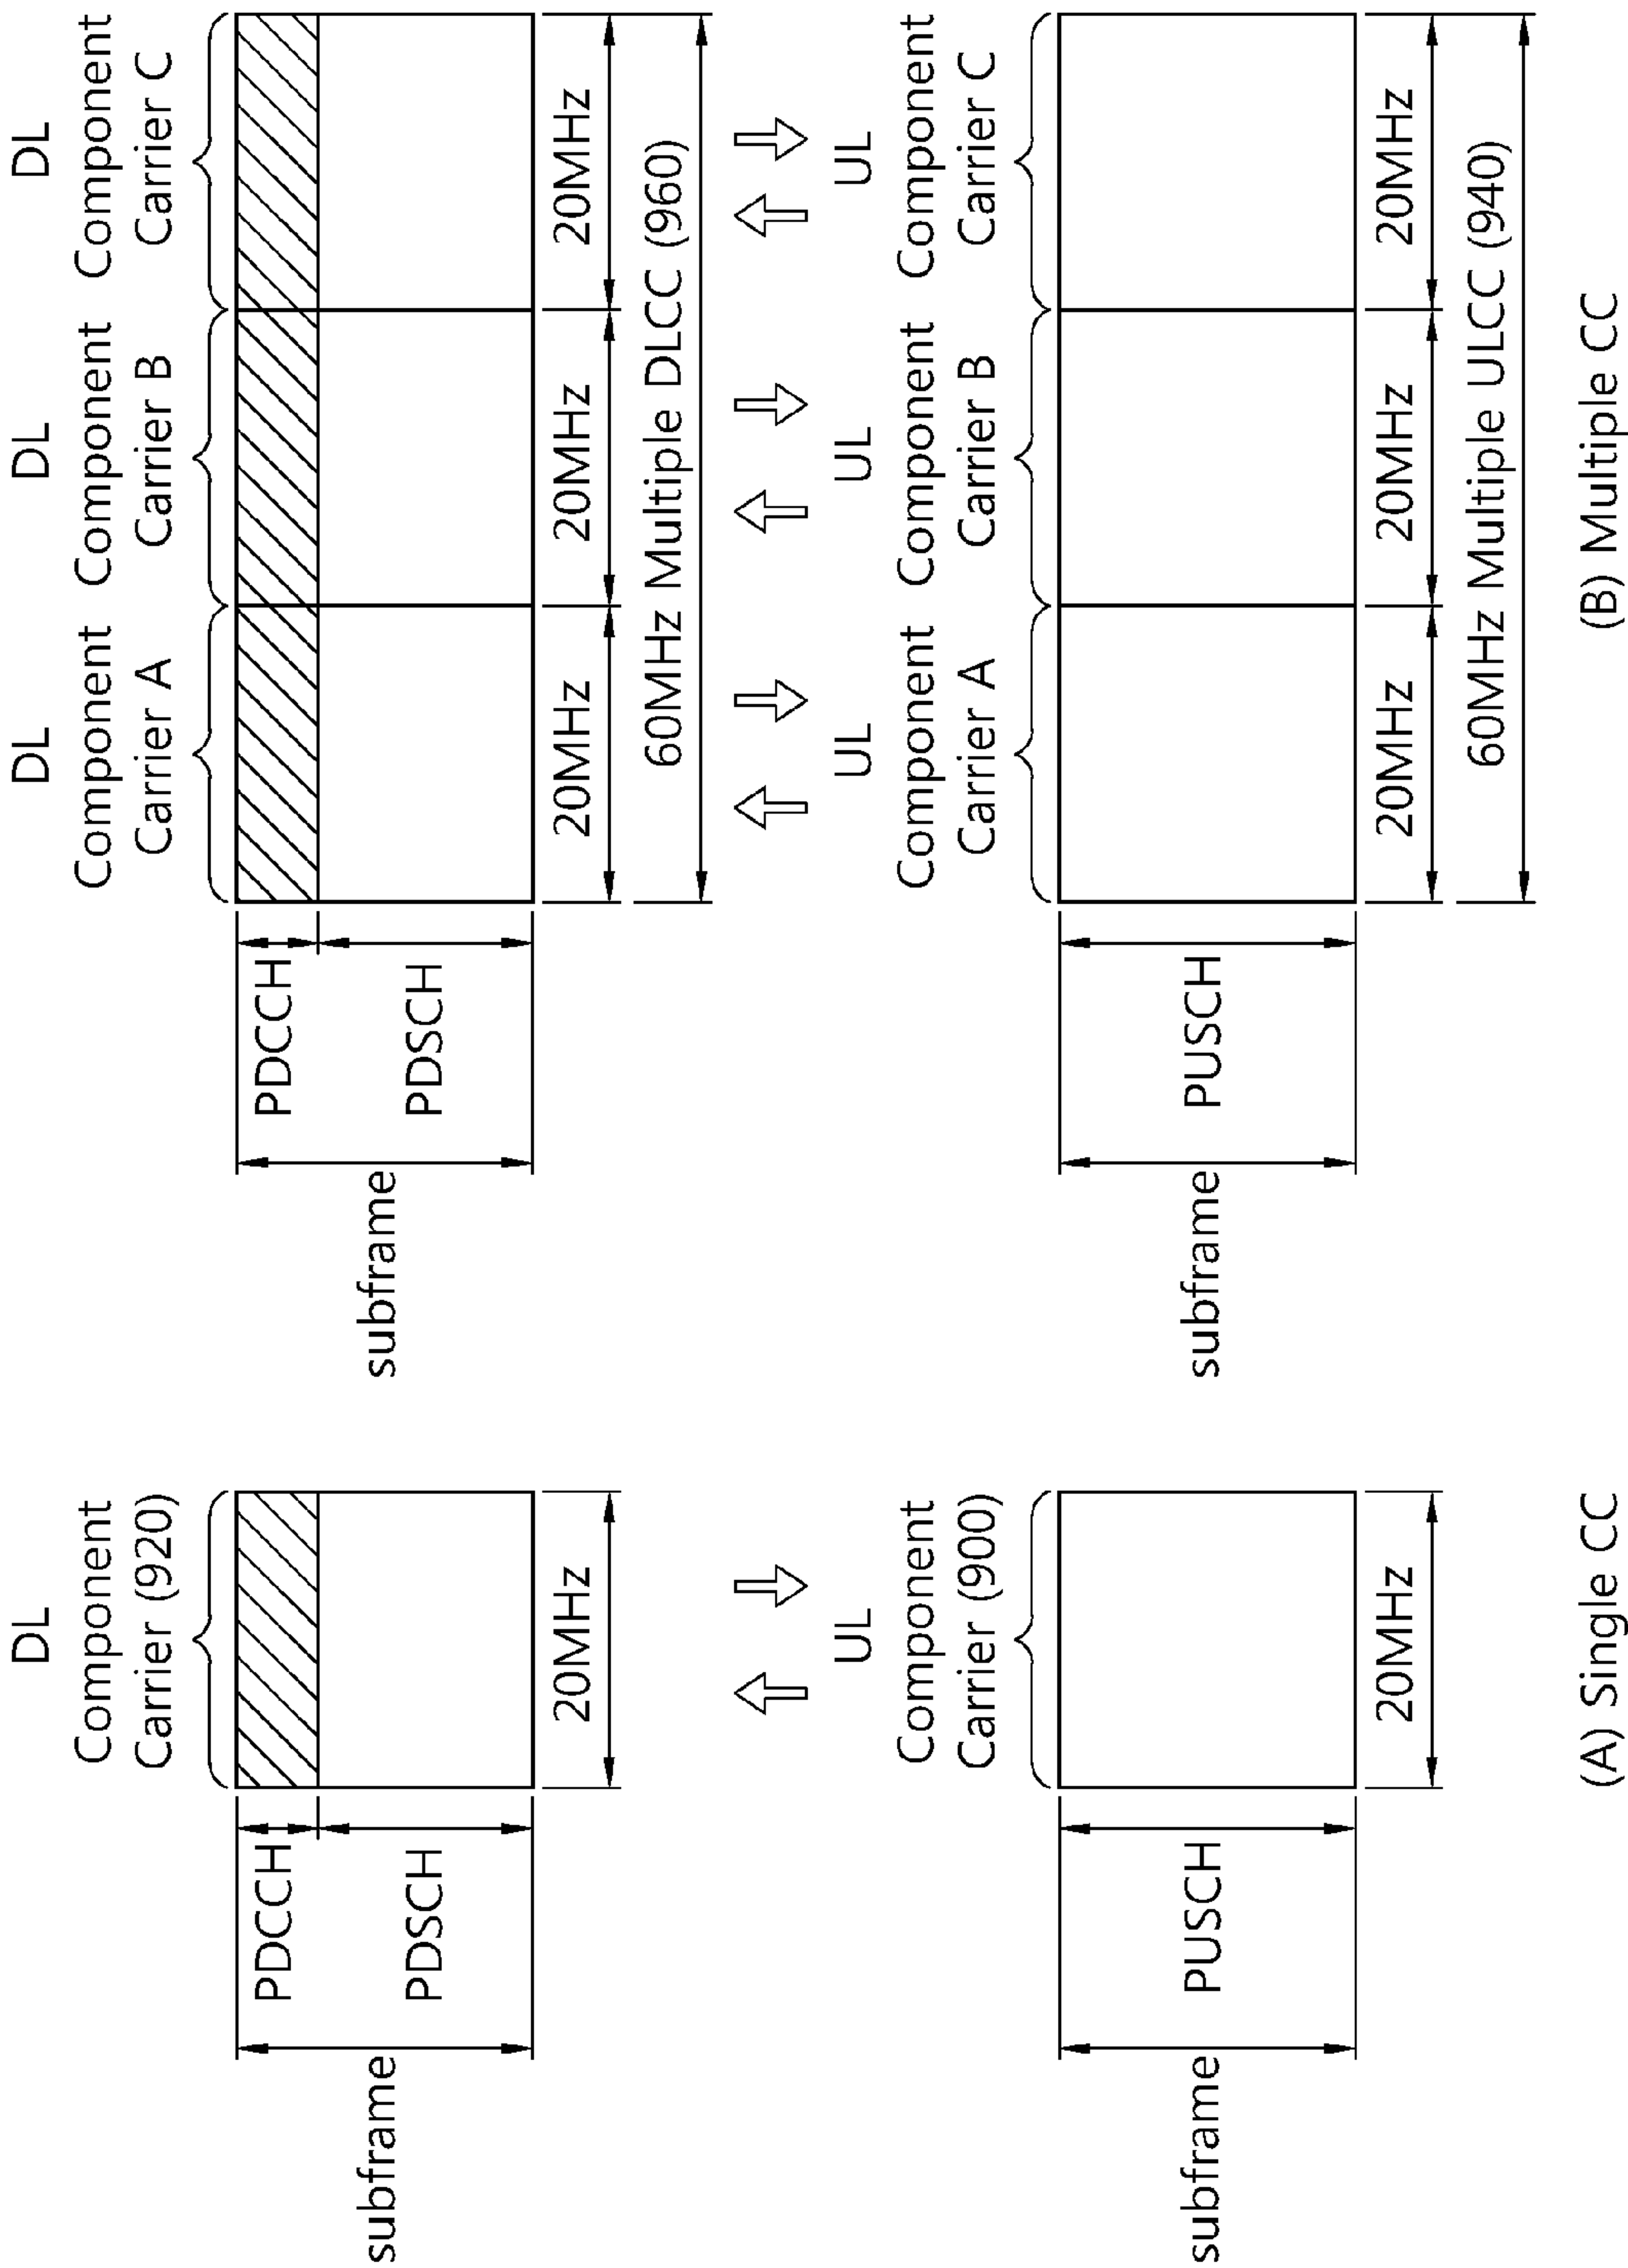 DL
Component
Carrier (920)
PDCCH
PDSCH
subframe
20MHz
UL
Component
Carrier (900)
PUSCH
subframe
20MHz
(A) Single CC
DL
Component
Carrier A
DL
Component
Carrier B
DL
Component
Carrier C
PDCCH
PDSCH
subframe
20MHz
20MHz
20MHz
60MHz Multiple DLCC (960)
UL
Component
Carrier A
UL
Component
Carrier B
UL
Component
Carrier C
PUSCH
subframe
20MHz
20MHz
20MHz
60MHz Multiple ULCC (940)
(B) Multiple CC